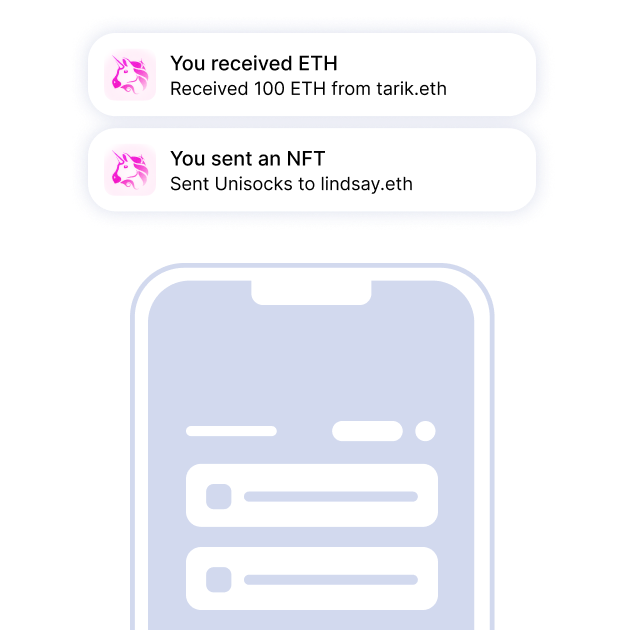 You received ETH
Received 100 ETH from tarik.eth
You sent an NFT
Sent Unisocks to lindsay.eth